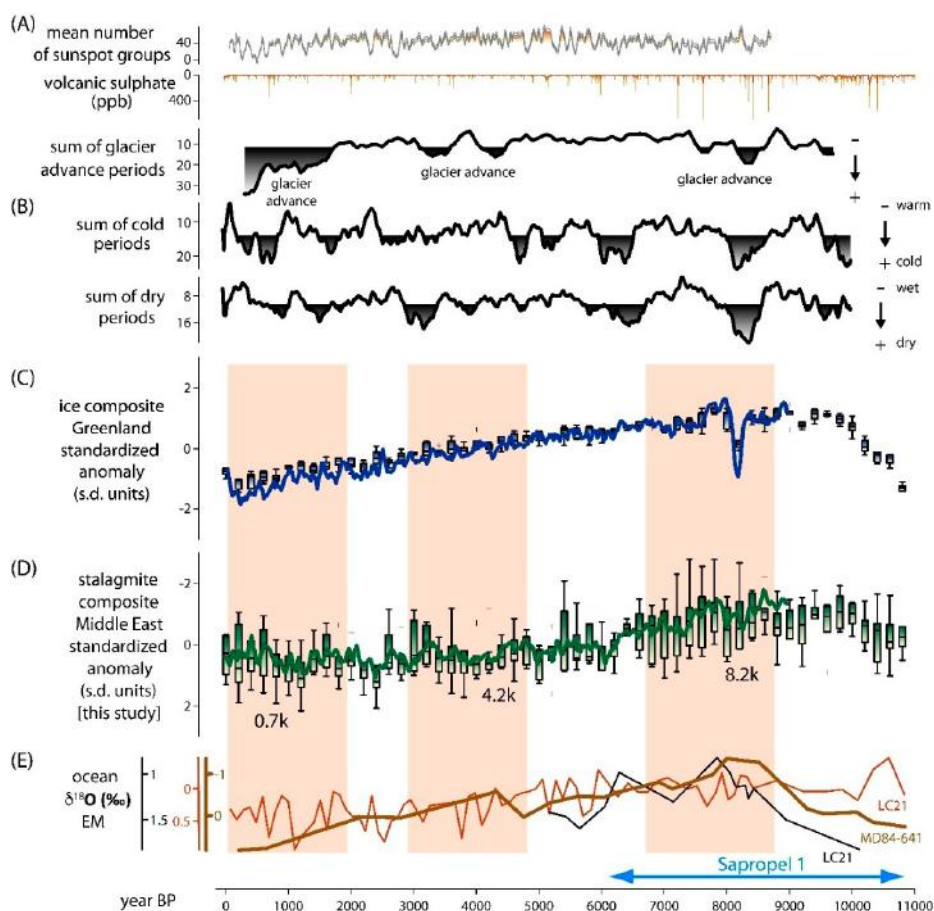 (A)
mean number
of sunspot groups
40
0
volcanic sulphate
(ppb)
0
400
sum of glacier
advance periods
10
20
30
glacier
advance
glacier advance
glacier advance
−
+
(B)
sum of cold
periods
10
20
− warm
+ cold
sum of dry
periods
8
16
− wet
+ dry
(C)
ice composite
Greenland
standardized
anomaly
(s.d. units)
2
0
-2
(D)
stalagmite
composite
Middle East
standardized
anomaly
(s.d. units)
[this study]
-2
0
2
0.7k
4.2k
8.2k
(E)
ocean
δ¹⁸O (‰)
EM
1
1.5
0
0.5
-1
0
LC21
MD84-641
LC21
Sapropel 1
year BP
0 1000 2000 3000 4000 5000 6000 7000 8000 9000 10000 11000